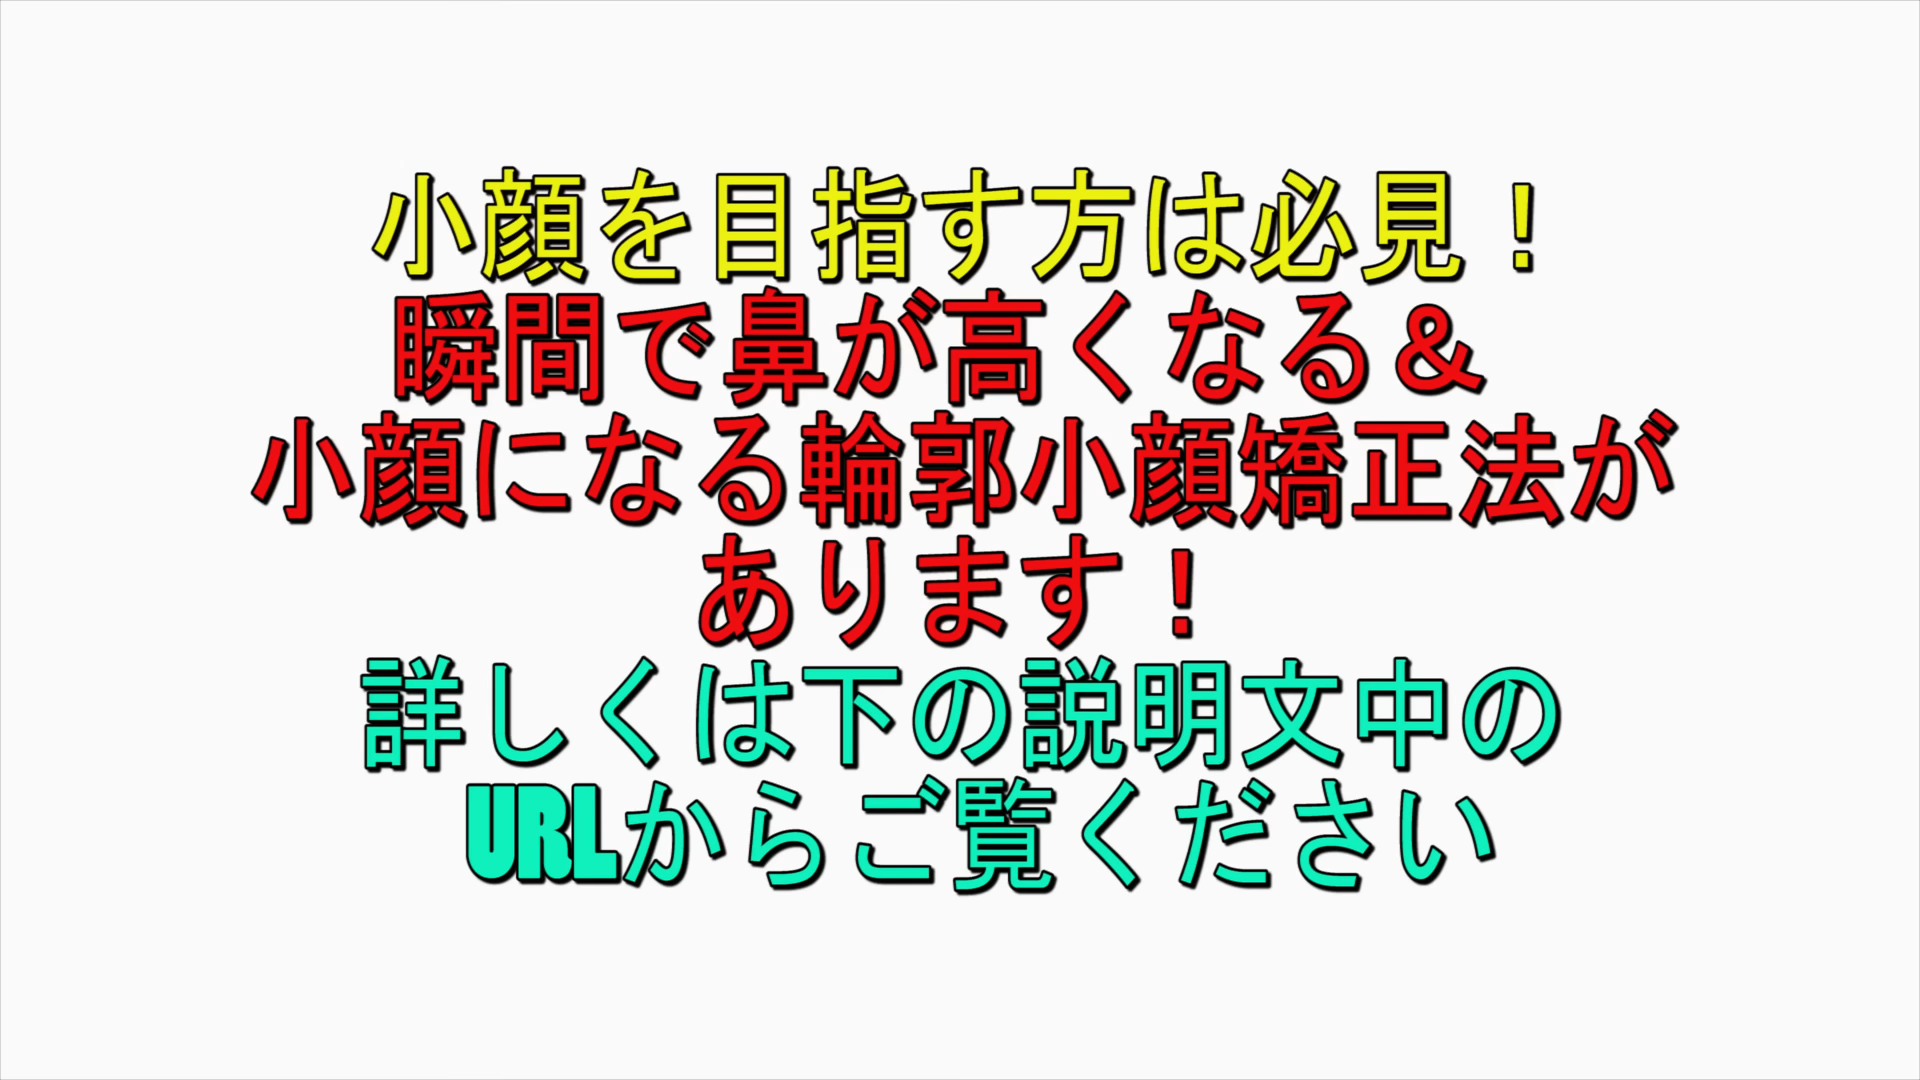 小顔を目指す方は必見！
瞬間で鼻が高くなる＆
小顔になる輪郭小顔矯正法が
あります！
詳しくは下の説明文中の
URLからご覧ください